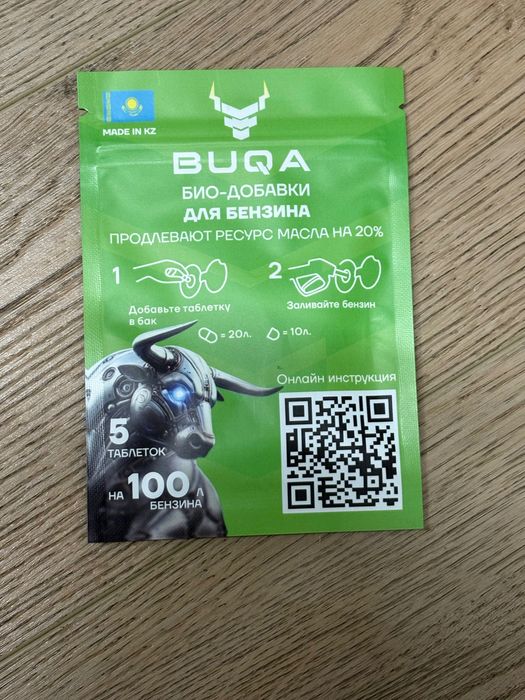 MADE IN KZ
BUQA
БИО-ДОБАВКИ
ДЛЯ БЕНЗИНА
ПРОДЛЕВАЮТ РЕСУРС МАСЛА НА 20%
1
Добавьте таблетку
в бак
= 20л.
2
Заливайте бензин
= 10л.
Онлайн инструкция
5
ТАБЛЕТОК
НА 100 Л
БЕНЗИНА